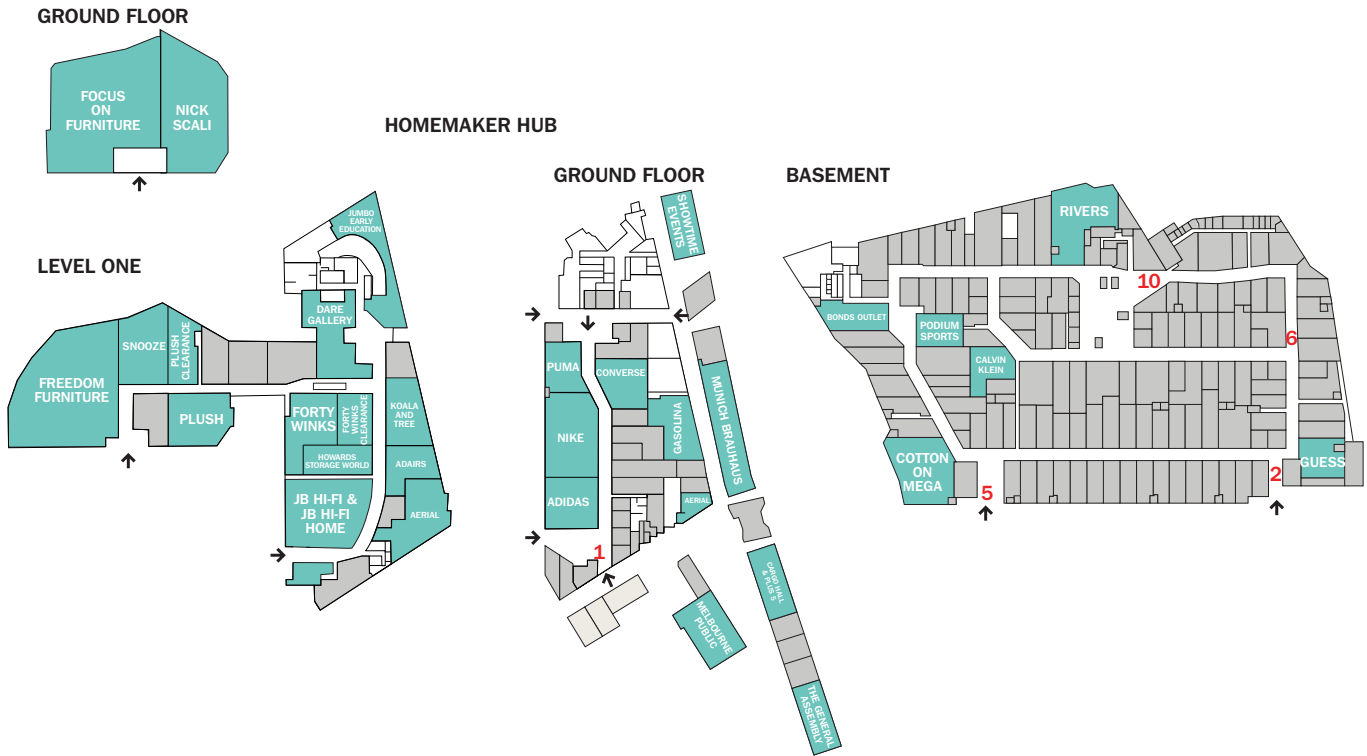 GROUND FLOOR
FOCUS
ON
FURNITURE
NICK
SCALI
HOMEMAKER HUB
LEVEL ONE
JUMBO
EARLY
EDUCATION
DARE
GALLERY
SNOOZE
PLUSH
CLEARANCE
FREEDOM
FURNITURE
PLUSH
FORTY
WINKS
FORTY
WINKS
CLEARANCE
HOWARDS
STORAGE WORLD
KOALA
AND
TREE
ADAIRS
JB HI-FI &
JB HI-FI
HOME
AERIAL
GROUND FLOOR
SHOWTIME
EVENTS
PUMA
CONVERSE
NIKE
GASOLINA
MUNICH BRAUHAUS
ADIDAS
AERIAL
1
CARGO HALL
& PLUS 5
MELBOURNE
PUBLIC
THE GENERAL
ASSEMBLY
BASEMENT
RIVERS
10
BONDS OUTLET
PODIUM
SPORTS
6
CALVIN
KLEIN
COTTON
ON
MEGA
5
2
GUESS